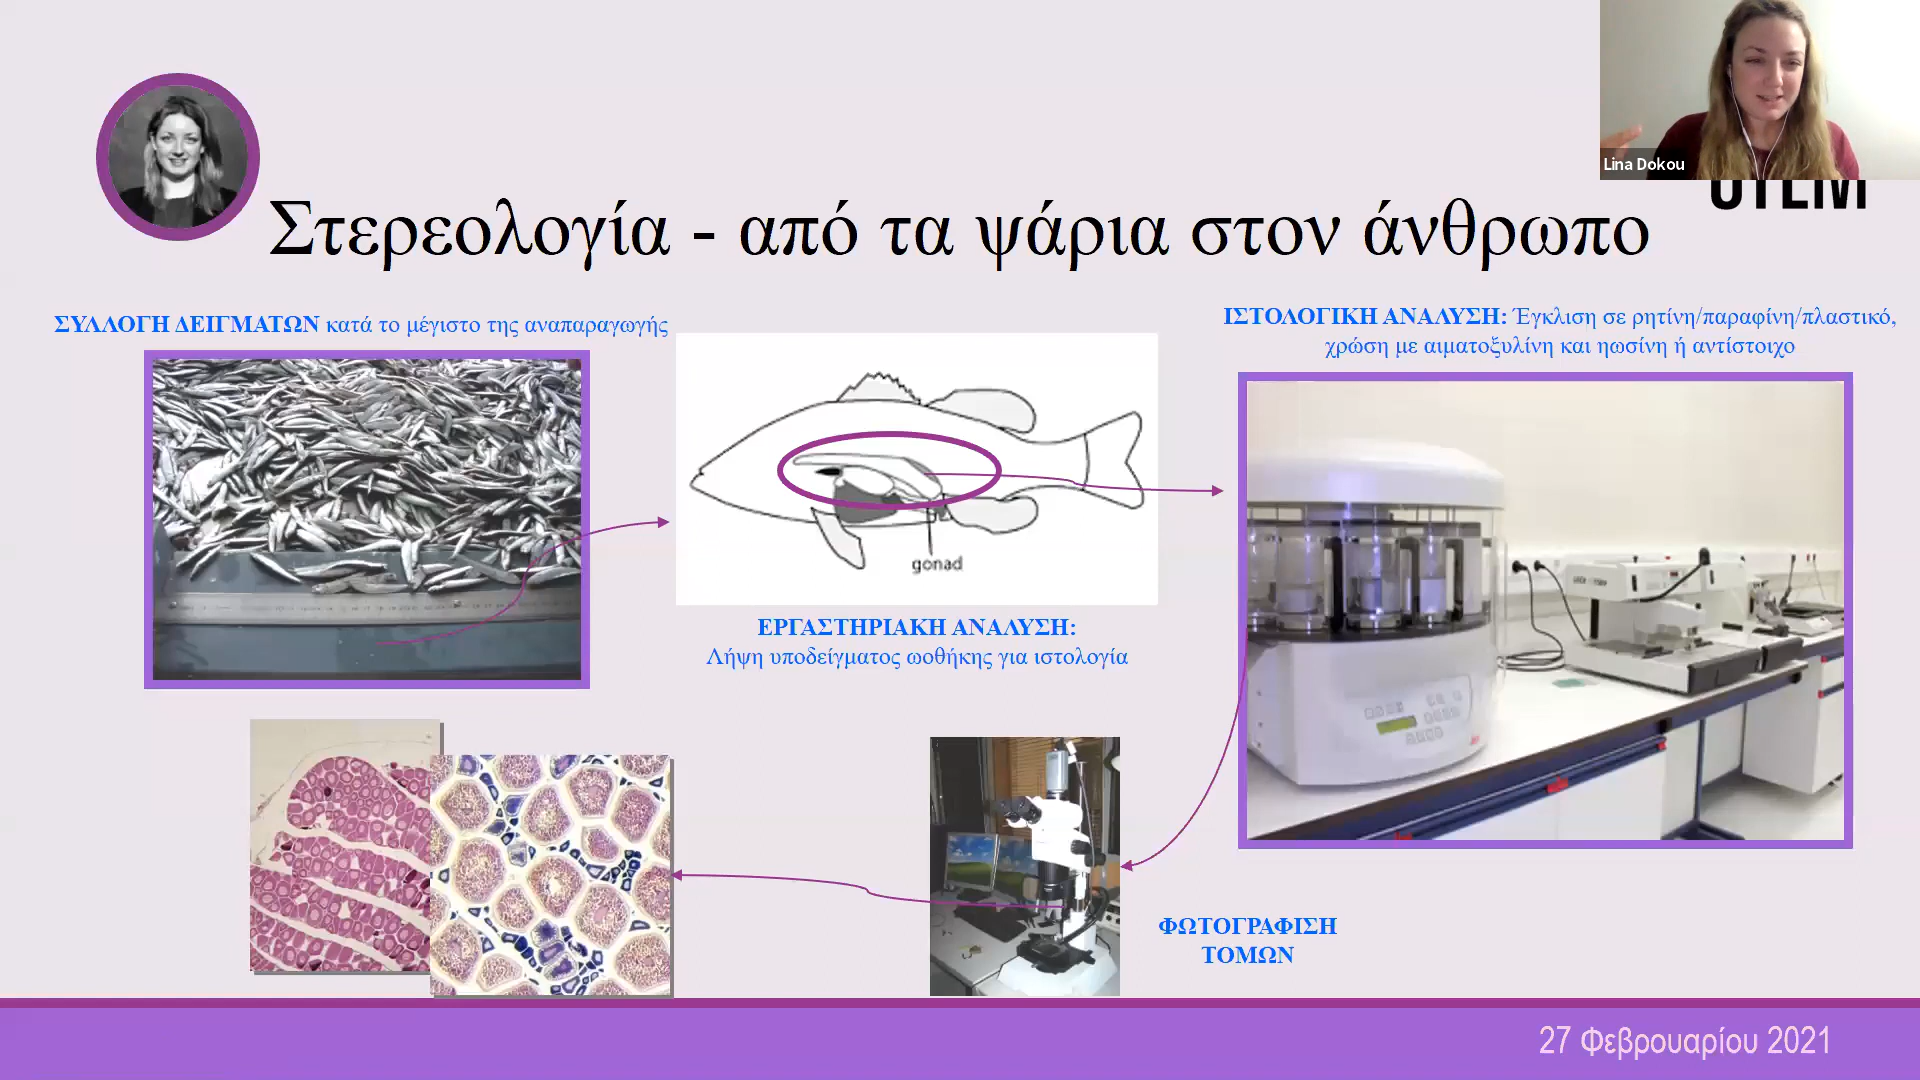 Lina Dokou
Στερεολογία - από τα ψάρια στον άνθρωπο
ΣΥΛΛΟΓΗ ΔΕΙΓΜΑΤΩΝ κατά το μέγιστο της αναπαραγωγής
gonad
ΕΡΓΑΣΤΗΡΙΑΚΗ ΑΝΑΛΥΣΗ:
Λήψη υποδείγματος ωοθήκης για ιστολογία
ΙΣΤΟΛΟΓΙΚΗ ΑΝΑΛΥΣΗ: Έγκλιση σε ρητίνη/παραφίνη/πλαστικό,
χρώση με αιματοξυλίνη και ηωσίνη ή αντίστοιχο
ΦΩΤΟΓΡΑΦΙΣΗ
ΤΟΜΩΝ
27 Φεβρουαρίου 2021